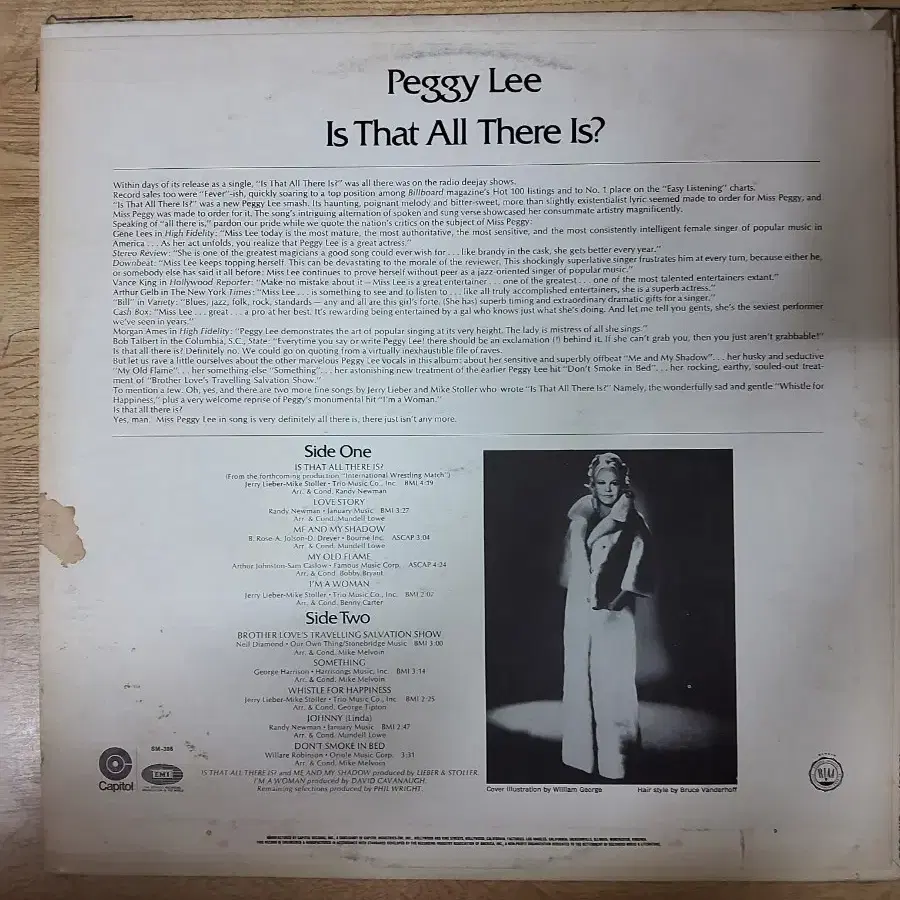 Peggy Lee
Is That All There Is?
Within days of its release as a single, "Is That All There Is?" was all there was on the radio deejay shows.
Record sales too were "Fever"-ish, quickly soaring to a top position among Billboard magazine's Hot 100 listings and to No. 1 place on the "Easy Listening" charts.
"Is That All There Is?" was a new Peggy Lee smash. Its haunting, poignant melody and bitter-sweet, more than slightly existentialist lyric seemed made to order for Miss Peggy, and
Miss Peggy was made to order for it. The song's intriguing alternation of spoken and sung verse showcased her consummate artistry magnificently.
Speaking of "all there is," pardon our pride while we quote the nation's critics on the subject of Miss Peggy:
Gene Lees in High Fidelity: "Miss Lee today is the most mature, the most authoritative, the most sensitive, and the most consistently intelligent female singer of popular music in
America . . . As her act unfolds, you realize that Peggy Lee is a great actress."
Stereo Review: "She is one of the greatest magicians a good song could ever wish for . . . like brandy in the cask, she gets better every year."
Downbeat: "Miss Lee keeps topping herself. This can be devastating to the morale of the reviewer. This shockingly superlative singer frustrates him at every turn, because either he,
or somebody else has said it all before: Miss Lee continues to prove herself without peer as a jazz-oriented singer of popular music."
Vance King in Hollywood Reporter: "Make no mistake about it — Miss Lee is a great entertainer . . . one of the greatest . . . one of the most talented entertainers extant."
Arthur Gelb in The New York Times: "Miss Lee . . . is something to see and to listen to . . . like all truly accomplished entertainers, she is a superb actress."
"Bill" in Variety: "Blues, jazz, folk, rock, standards — any and all are this girl's forte. (She has) superb timing and extraordinary dramatic gifts for a singer."
Cash Box: "Miss Lee . . . great . . . a pro at her best. It's rewarding being entertained by a gal who knows just what she's doing. And let me tell you gents, she's the sexiest performer
we've seen in years."
Morgan Ames in High Fidelity: "Peggy Lee demonstrates the art of popular singing at its very height. The lady is mistress of all she sings."
Bob Talbert in the Columbia, S.C., State: "Everytime you say or write Peggy Lee! there should be an exclamation (!) behind it. If she can't grab you, then you just aren't grabbable!"
Is that all there is? Definitely no. We could go on quoting from a virtually inexhaustible file of raves.
But let us rave a little ourselves about the other marvelous Peggy Lee vocals in this album: about her sensitive and superbly offbeat "Me and My Shadow" . . . her husky and seductive
"My Old Flame" . . . her something-else "Something" . . . her astonishing new treatment of the earlier Peggy Lee hit "Don't Smoke in Bed" . . . her rocking, earthy, souled-out treat-
ment of "Brother Love's Travelling Salvation Show."
To mention a few. Oh, yes, and there are two more fine songs by Jerry Lieber and Mike Stoller who wrote "Is That All There Is?" Namely, the wonderfully sad and gentle "Whistle for
Happiness," plus a very welcome reprise of Peggy's monumental hit "I'm a Woman."
Is that all there is?
Yes, man. Miss Peggy Lee in song is very definitely all there is, there just isn't any more.
Side One
IS THAT ALL THERE IS?
(From the forthcoming production "International Wrestling Match")
Jerry Lieber-Mike Stoller • Trio Music Co., Inc. BMI 4:19
Arr. & Cond. Randy Newman
LOVE STORY
Randy Newman • January Music BMI 3:27
Arr. & Cond. Mundell Lowe
ME AND MY SHADOW
B. Rose-A. Jolson-D. Dreyer • Bourne Inc. ASCAP 3:04
Arr. & Cond. Mundell Lowe
MY OLD FLAME
Arthur Johnston-Sam Caslow • Famous Music Corp. ASCAP 4:24
Arr. & Cond. Bobby Bryant
I'M A WOMAN
Jerry Lieber-Mike Stoller • Trio Music Co., Inc. BMI 2:02
Arr. & Cond. Benny Carter
Side Two
BROTHER LOVE'S TRAVELLING SALVATION SHOW
Neil Diamond • Our Own Thing/Stonebridge Music BMI 3:00
Arr. & Cond. Mike Melvoin
SOMETHING
George Harrison • Harrisongs Music, Inc. BMI 3:14
Arr. & Cond. Mike Melvoin
WHISTLE FOR HAPPINESS
Jerry Lieber-Mike Stoller • Trio Music Co., Inc. BMI 2:25
Arr. & Cond. George Tipton
JOHNNY (Linda)
Randy Newman • January Music BMI 2:47
Arr. & Cond. Mundell Lowe
DON'T SMOKE IN BED
Willare Robinson • Oriole Music Corp. 3:31
Arr. & Cond. Mike Melvoin
IS THAT ALL THERE IS? and ME AND MY SHADOW produced by LIEBER & STOLLER.
I'M A WOMAN produced by DAVID CAVANAUGH.
Remaining selections produced by PHIL WRIGHT.
Cover Illustration by William George
Hair style by Bruce Vanderhoff
SM-386
Capitol
EMI